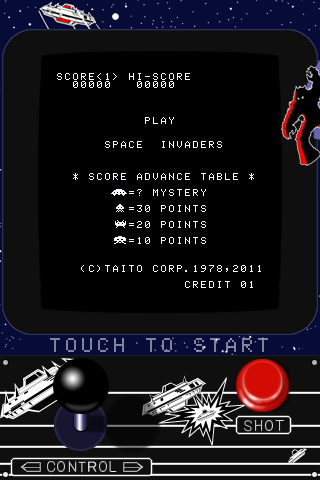 SCORE<1> HI-SCORE
00000 00000
PLAY
SPACE INVADERS
* SCORE ADVANCE TABLE *
=? MYSTERY
=30 POINTS
=20 POINTS
=10 POINTS
(C)TAITO CORP.1978,2011
CREDIT 01
TOUCH TO START
SHOT
CONTROL